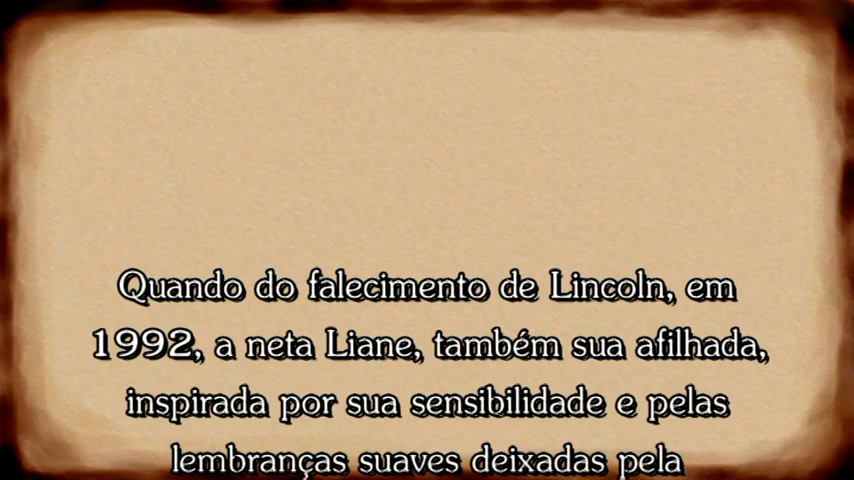 Quando do falecimento de Lincoln, em
1992, a neta Liane, também sua afilhada,
inspirada por sua sensibilidade e pelas
lembranças suaves deixadas pela